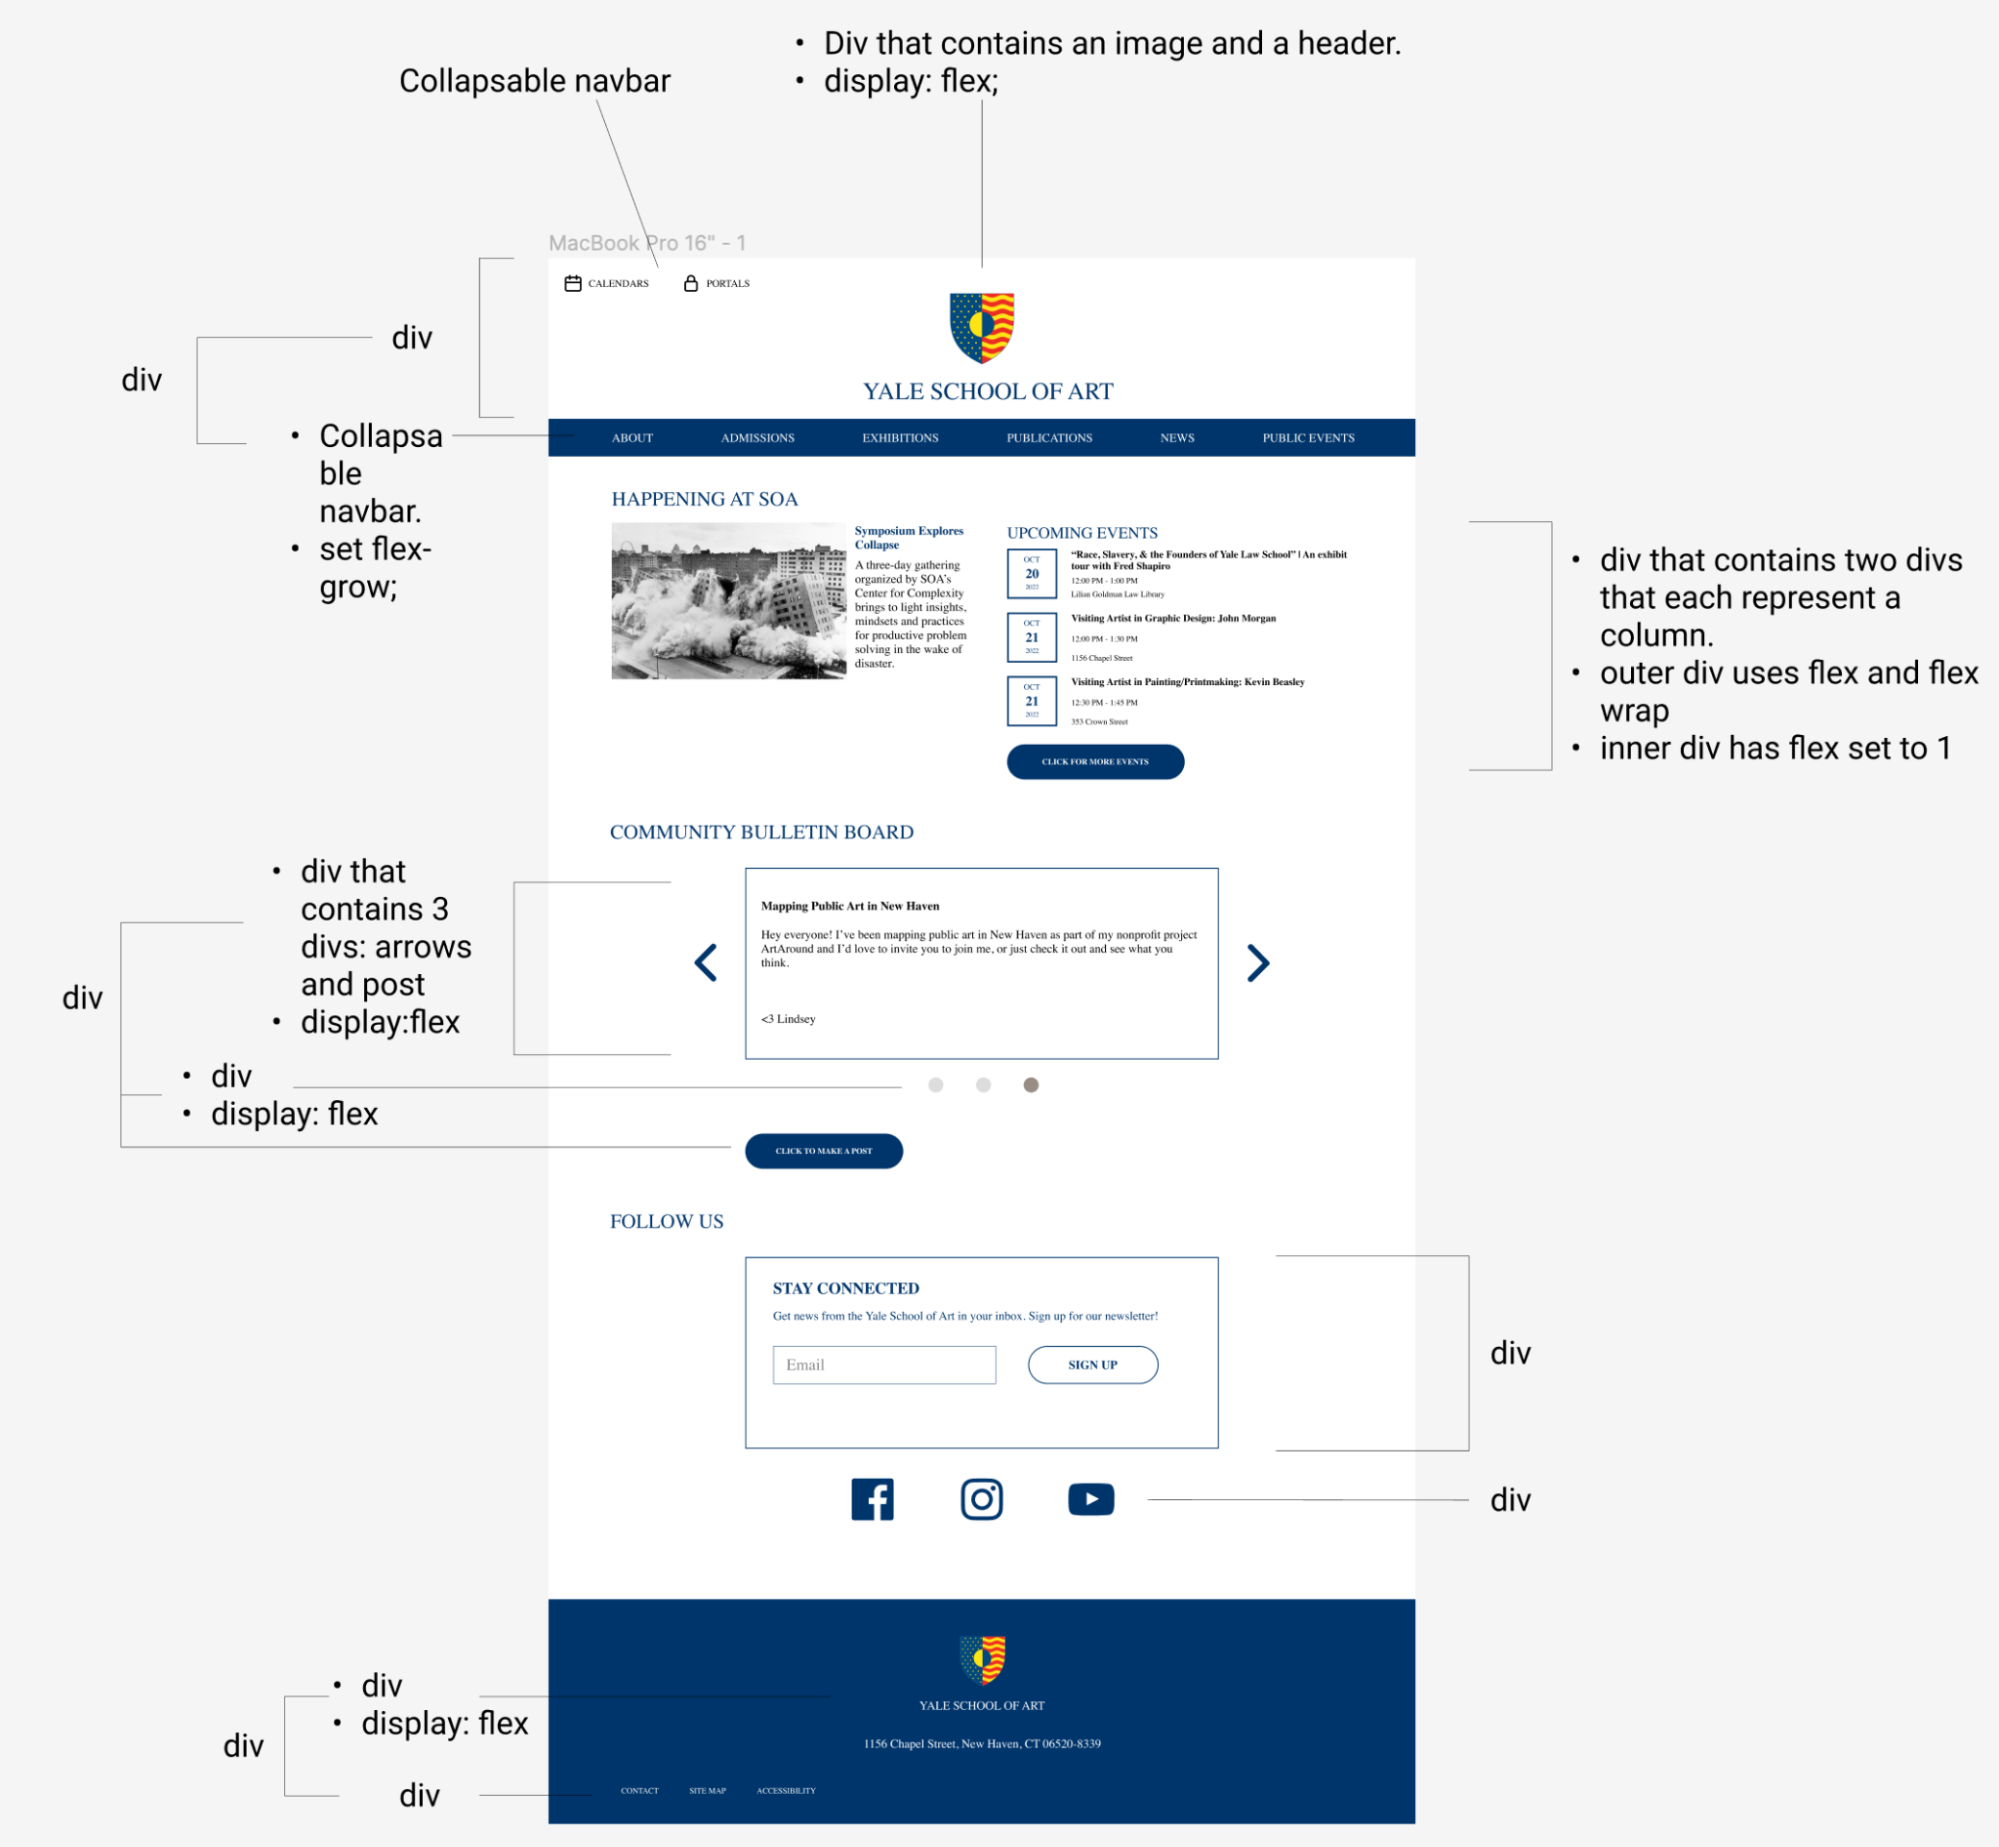 • Div that contains an image and a header.
• display: flex;
Collapsable navbar
MacBook Pro 16" - 1
CALENDARS
PORTALS
div
div
YALE SCHOOL OF ART
• Collapsa
ble
navbar.
• set flex-
grow;
ABOUT
ADMISSIONS
EXHIBITIONS
PUBLICATIONS
NEWS
PUBLIC EVENTS
HAPPENING AT SOA
Symposium Explores
Collapse
A three-day gathering
organized by SOA's
Center for Complexity
brings to light insights,
mindsets and practices
for productive problem
solving in the wake of
disaster.
UPCOMING EVENTS
OCT
20
2022
“Race, Slavery, & the Founders of Yale Law School” | An exhibit
tour with Fred Shapiro
12:00 PM - 1:00 PM
Lilian Goldman Law Library
OCT
21
2022
Visiting Artist in Graphic Design: John Morgan
12:00 PM - 1:30 PM
1156 Chapel Street
OCT
21
2022
Visiting Artist in Painting/Printmaking: Kevin Beasley
12:30 PM - 1:45 PM
353 Crown Street
CLICK FOR MORE EVENTS
• div that contains two divs
that each represent a
column.
• outer div uses flex and flex
wrap
• inner div has flex set to 1
COMMUNITY BULLETIN BOARD
• div that
contains 3
divs: arrows
and post
• display:flex
div
Mapping Public Art in New Haven
Hey everyone! I've been mapping public art in New Haven as part of my nonprofit project
ArtAround and I'd love to invite you to join me, or just check it out and see what you
think.
<3 Lindsey
• div
• display: flex
CLICK TO MAKE A POST
FOLLOW US
STAY CONNECTED
Get news from the Yale School of Art in your inbox. Sign up for our newsletter!
Email
SIGN UP
div
div
• div
• display: flex
div
div
YALE SCHOOL OF ART
1156 Chapel Street, New Haven, CT 06520-8339
CONTACT
SITE MAP
ACCESSIBILITY